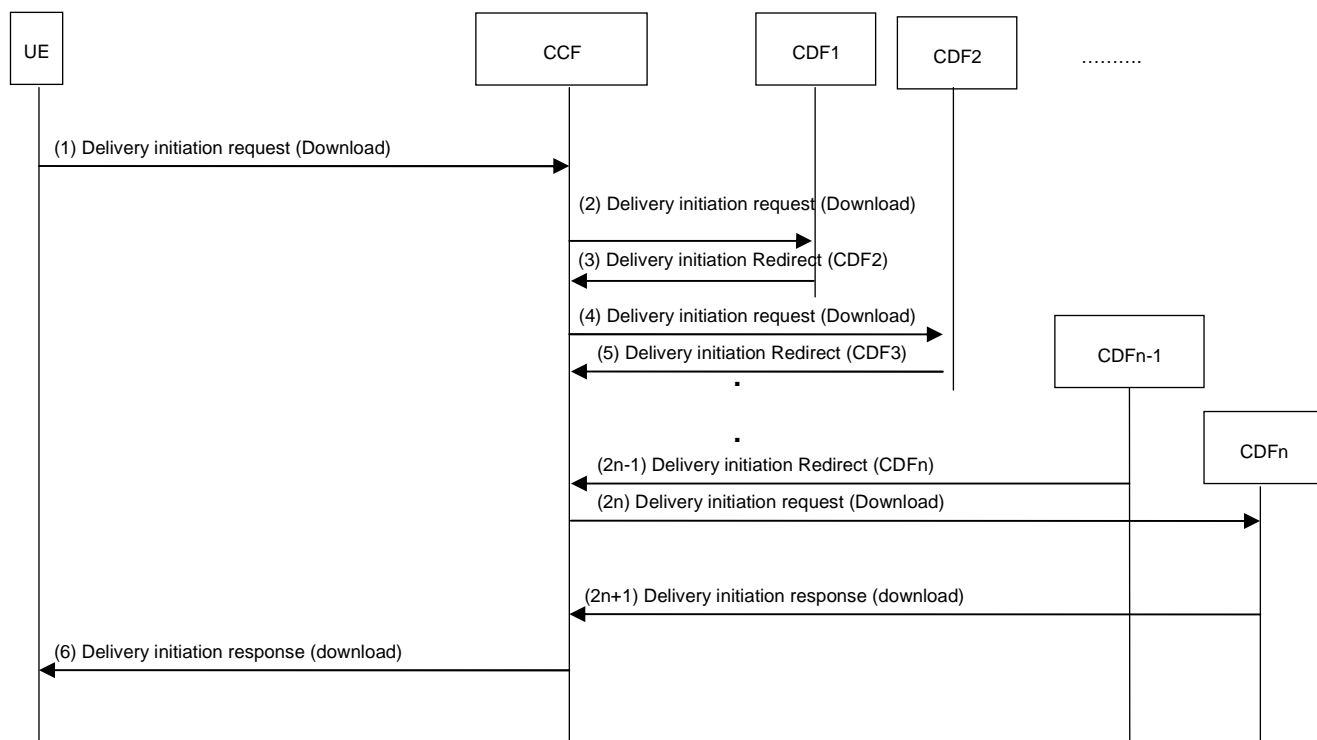 UE
CCF
CDF1
CDF2
..........
(1) Delivery initiation request (Download)
(2) Delivery initiation request (Download)
(3) Delivery initiation Redirect (CDF2)
(4) Delivery initiation request (Download)
(5) Delivery initiation Redirect (CDF3)
CDFn-1
.
.
CDFn
(2n-1) Delivery initiation Redirect (CDFn)
(2n) Delivery initiation request (Download)
(2n+1) Delivery initiation response (download)
(6) Delivery initiation response (download)